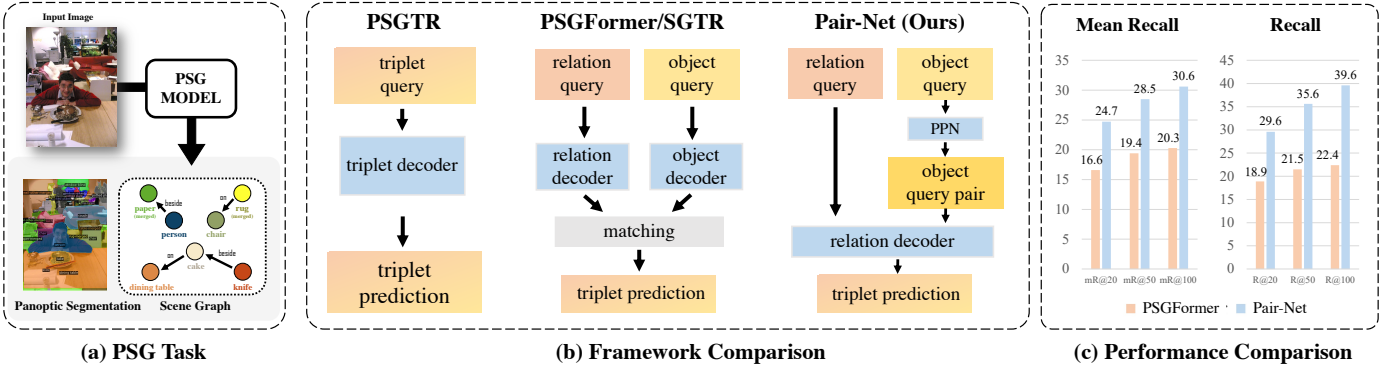 Input Image
PSG
MODEL
beside
paper
(merged)
person
on
rug
(merged)
chair
on
beside
cake
dining table
knife
Panoptic Segmentation
Scene Graph
(a) PSG Task
PSGTR
triplet
query
triplet decoder
triplet
prediction
PSGFormer/SGTR
relation
query
object
query
relation
decoder
object
decoder
matching
triplet prediction
Pair-Net (Ours)
relation
query
object
query
PPN
object
query pair
relation decoder
triplet prediction
(b) Framework Comparison
Mean Recall
35
30
25
20
15
10
5
0
16.6
24.7
19.4
28.5
20.3
30.6
mR@20
mR@50
mR@100
Recall
45
40
35
30
25
20
15
10
5
0
18.9
29.6
21.5
35.6
22.4
39.6
R@20
R@50
R@100
PSGFormer
Pair-Net
(c) Performance Comparison